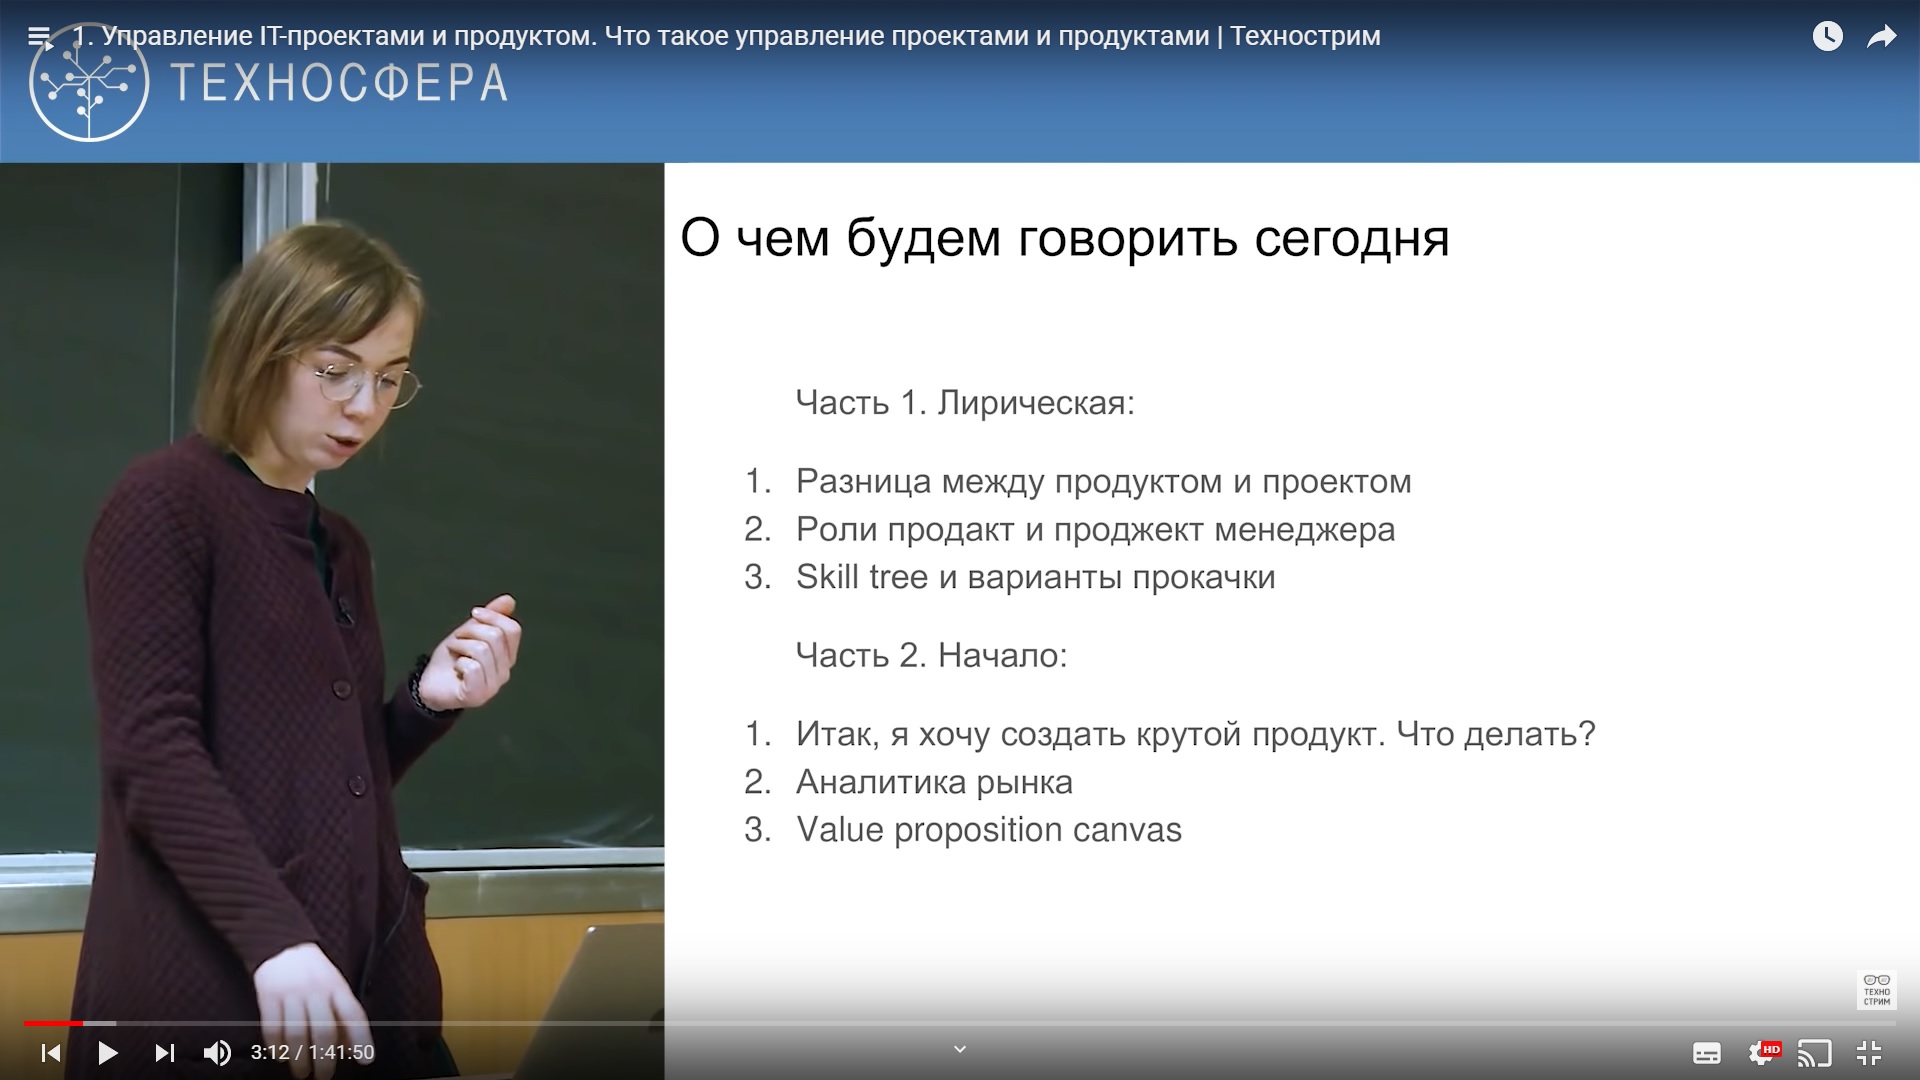 1. Управление IT-проектами и продуктом. Что такое управление проектами и продуктами | Технострим
ТЕХНОСФЕРА
О чем будем говорить сегодня
Часть 1. Лирическая:
1. Разница между продуктом и проектом
2. Роли продакт и проджект менеджера
3. Skill tree и варианты прокачки
Часть 2. Начало:
1. Итак, я хочу создать крутой продукт. Что делать?
2. Аналитика рынка
3. Value proposition canvas
ТЕХНО
СТРИМ
3:12 / 1:41:50
HD